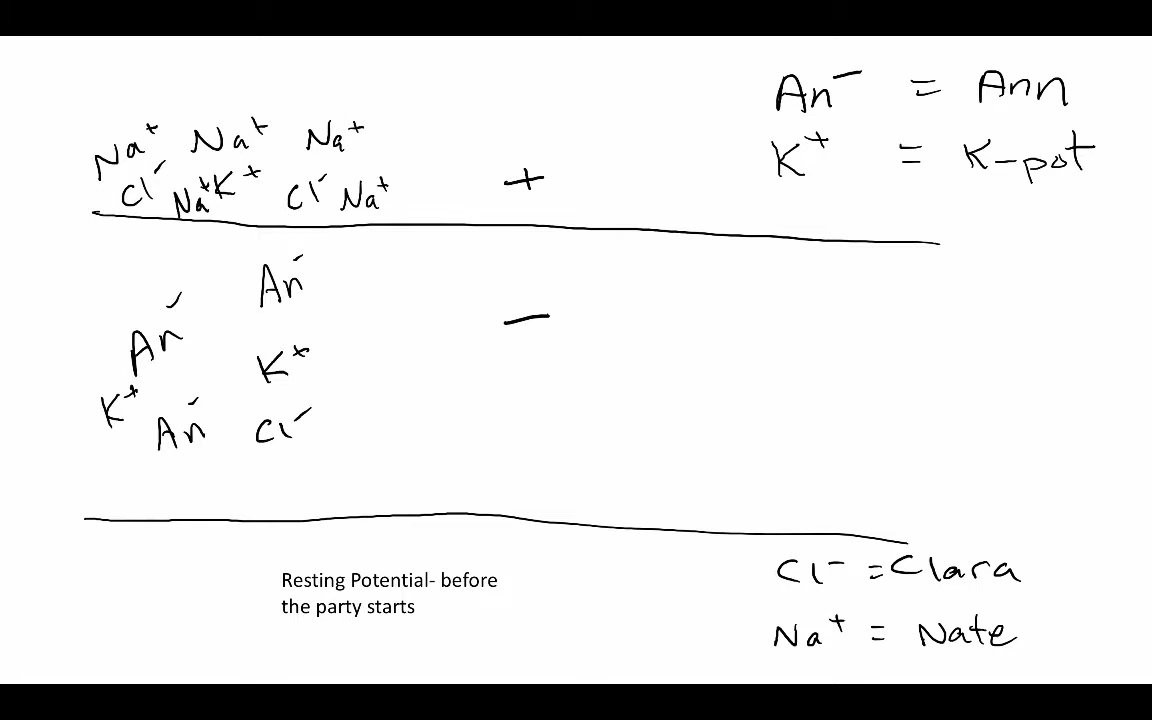 An⁻ = Ann
K⁺ = K-pot
Na⁺ Na⁺ Na⁺
Cl⁻ Na⁺ K⁺ Cl⁻ Na⁺
+
An⁻
An⁻
−
K⁺
K⁺
An⁻ Cl⁻
Resting Potential- before
the party starts
Cl⁻ = Clara
Na⁺ = Nate